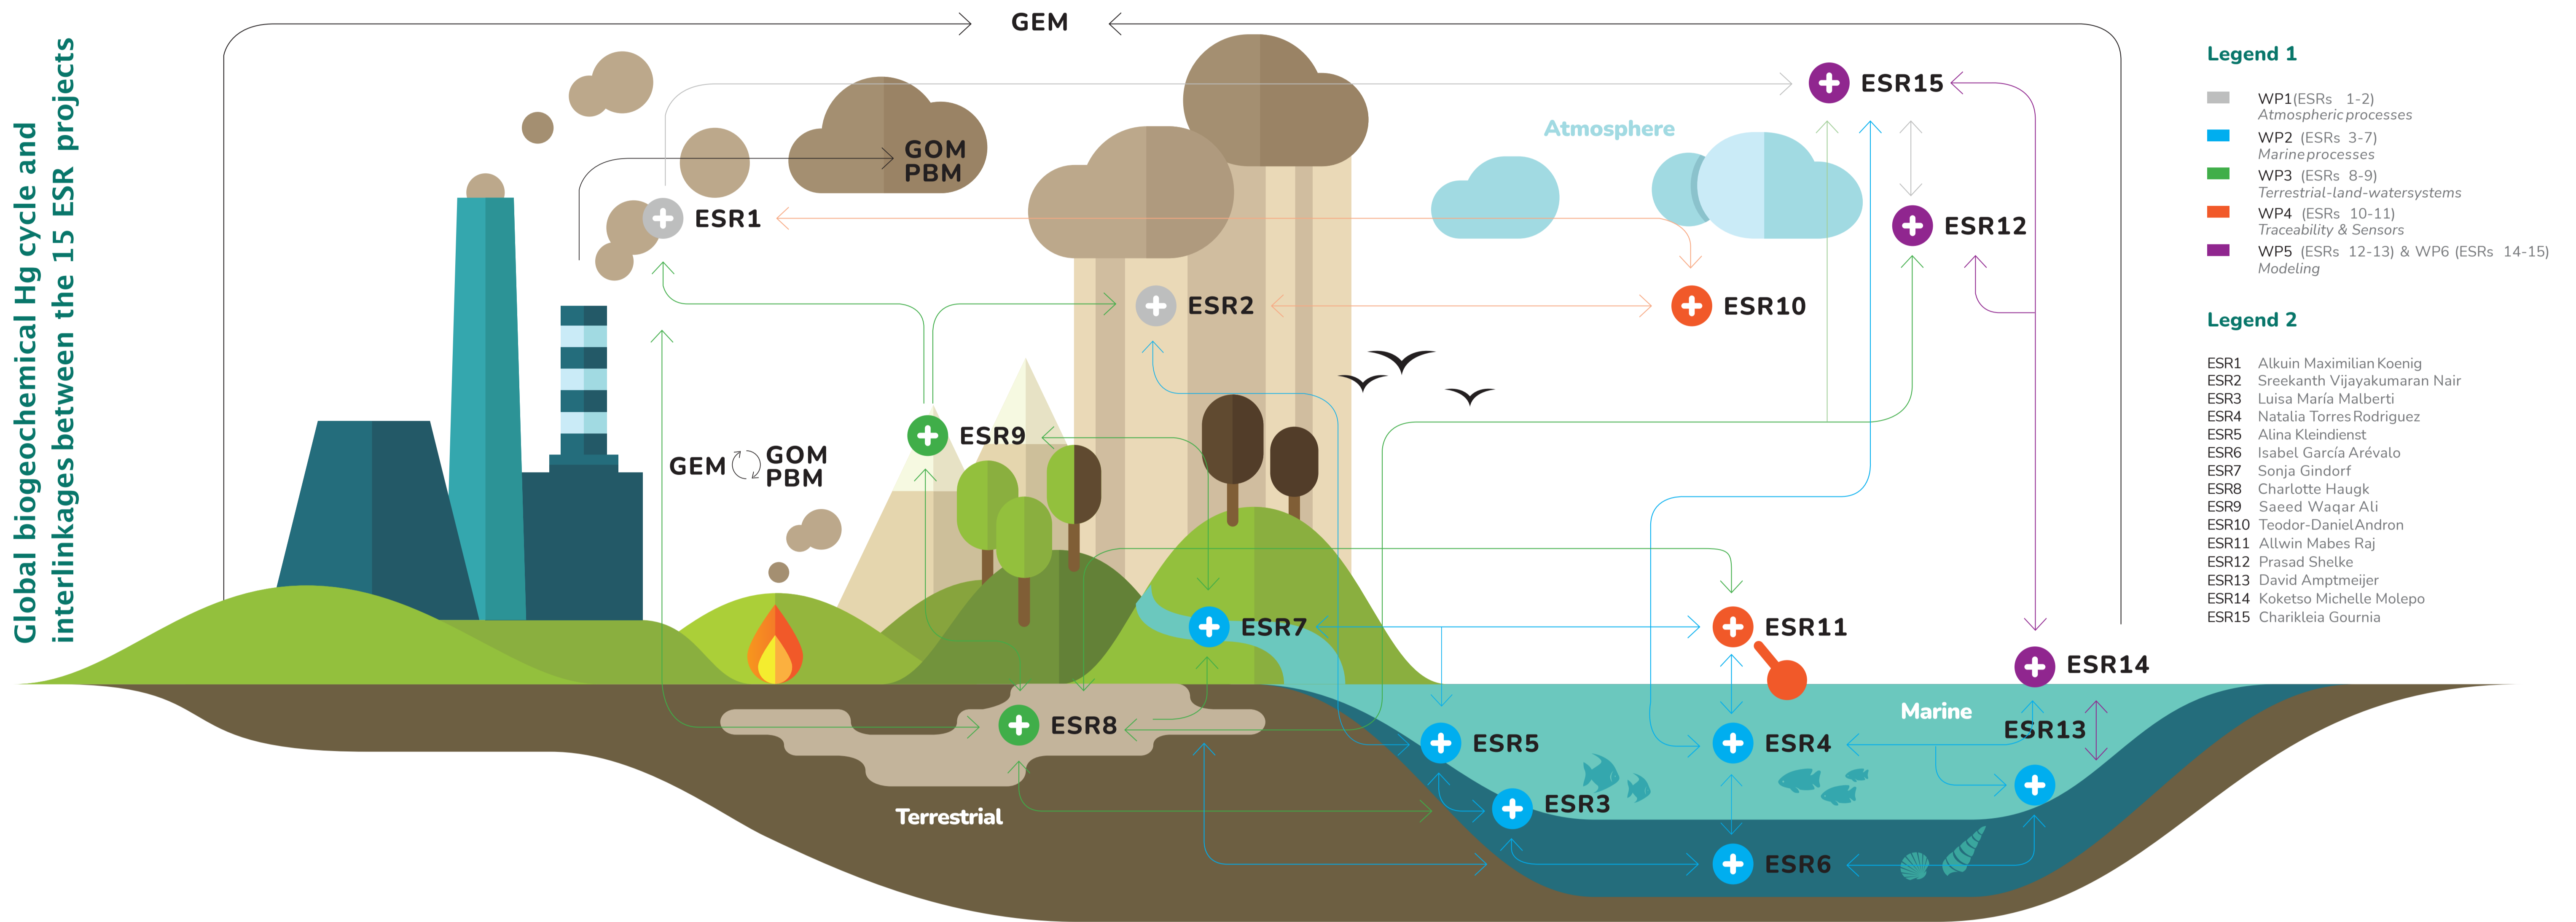 Global biogeochemical Hg cycle and
interlinkages between the 15 ESR projects
GEM
GOM
PBM
ESR1
ESR2
Atmosphere
ESR15
ESR12
ESR10
ESR9
GEM
GOM
PBM
ESR7
ESR11
ESR14
Marine
ESR13
ESR8
ESR5
ESR4
ESR3
Terrestrial
ESR6
Legend 1
WP1(ESRs 1-2)
Atmospheric processes
WP2 (ESRs 3-7)
Marine processes
WP3 (ESRs 8-9)
Terrestrial-land-watersystems
WP4 (ESRs 10-11)
Traceability & Sensors
WP5 (ESRs 12-13) & WP6 (ESRs 14-15)
Modeling
Legend 2
ESR1 Alkuin Maximilian Koenig
ESR2 Sreekanth Vijayakumaran Nair
ESR3 Luisa María Malberti
ESR4 Natalia Torres Rodriguez
ESR5 Alina Kleindienst
ESR6 Isabel García Arévalo
ESR7 Sonja Gindorf
ESR8 Charlotte Haugk
ESR9 Saeed Waqar Ali
ESR10 Teodor-Daniel Andron
ESR11 Allwin Mabes Raj
ESR12 Prasad Shelke
ESR13 David Amptmeijer
ESR14 Koketso Michelle Molepo
ESR15 Charikleia Gournia